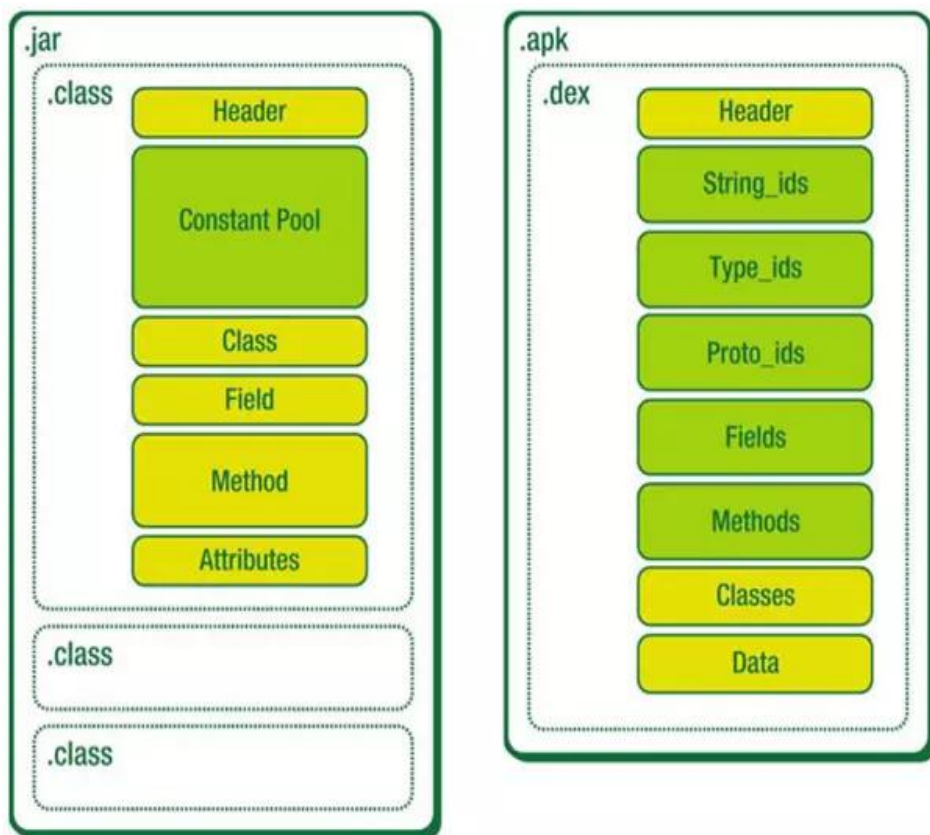 .jar
.class
Header
Constant Pool
Class
Field
Method
Attributes
.class
.class
.apk
.dex
Header
String_ids
Type_ids
Proto_ids
Fields
Methods
Classes
Data